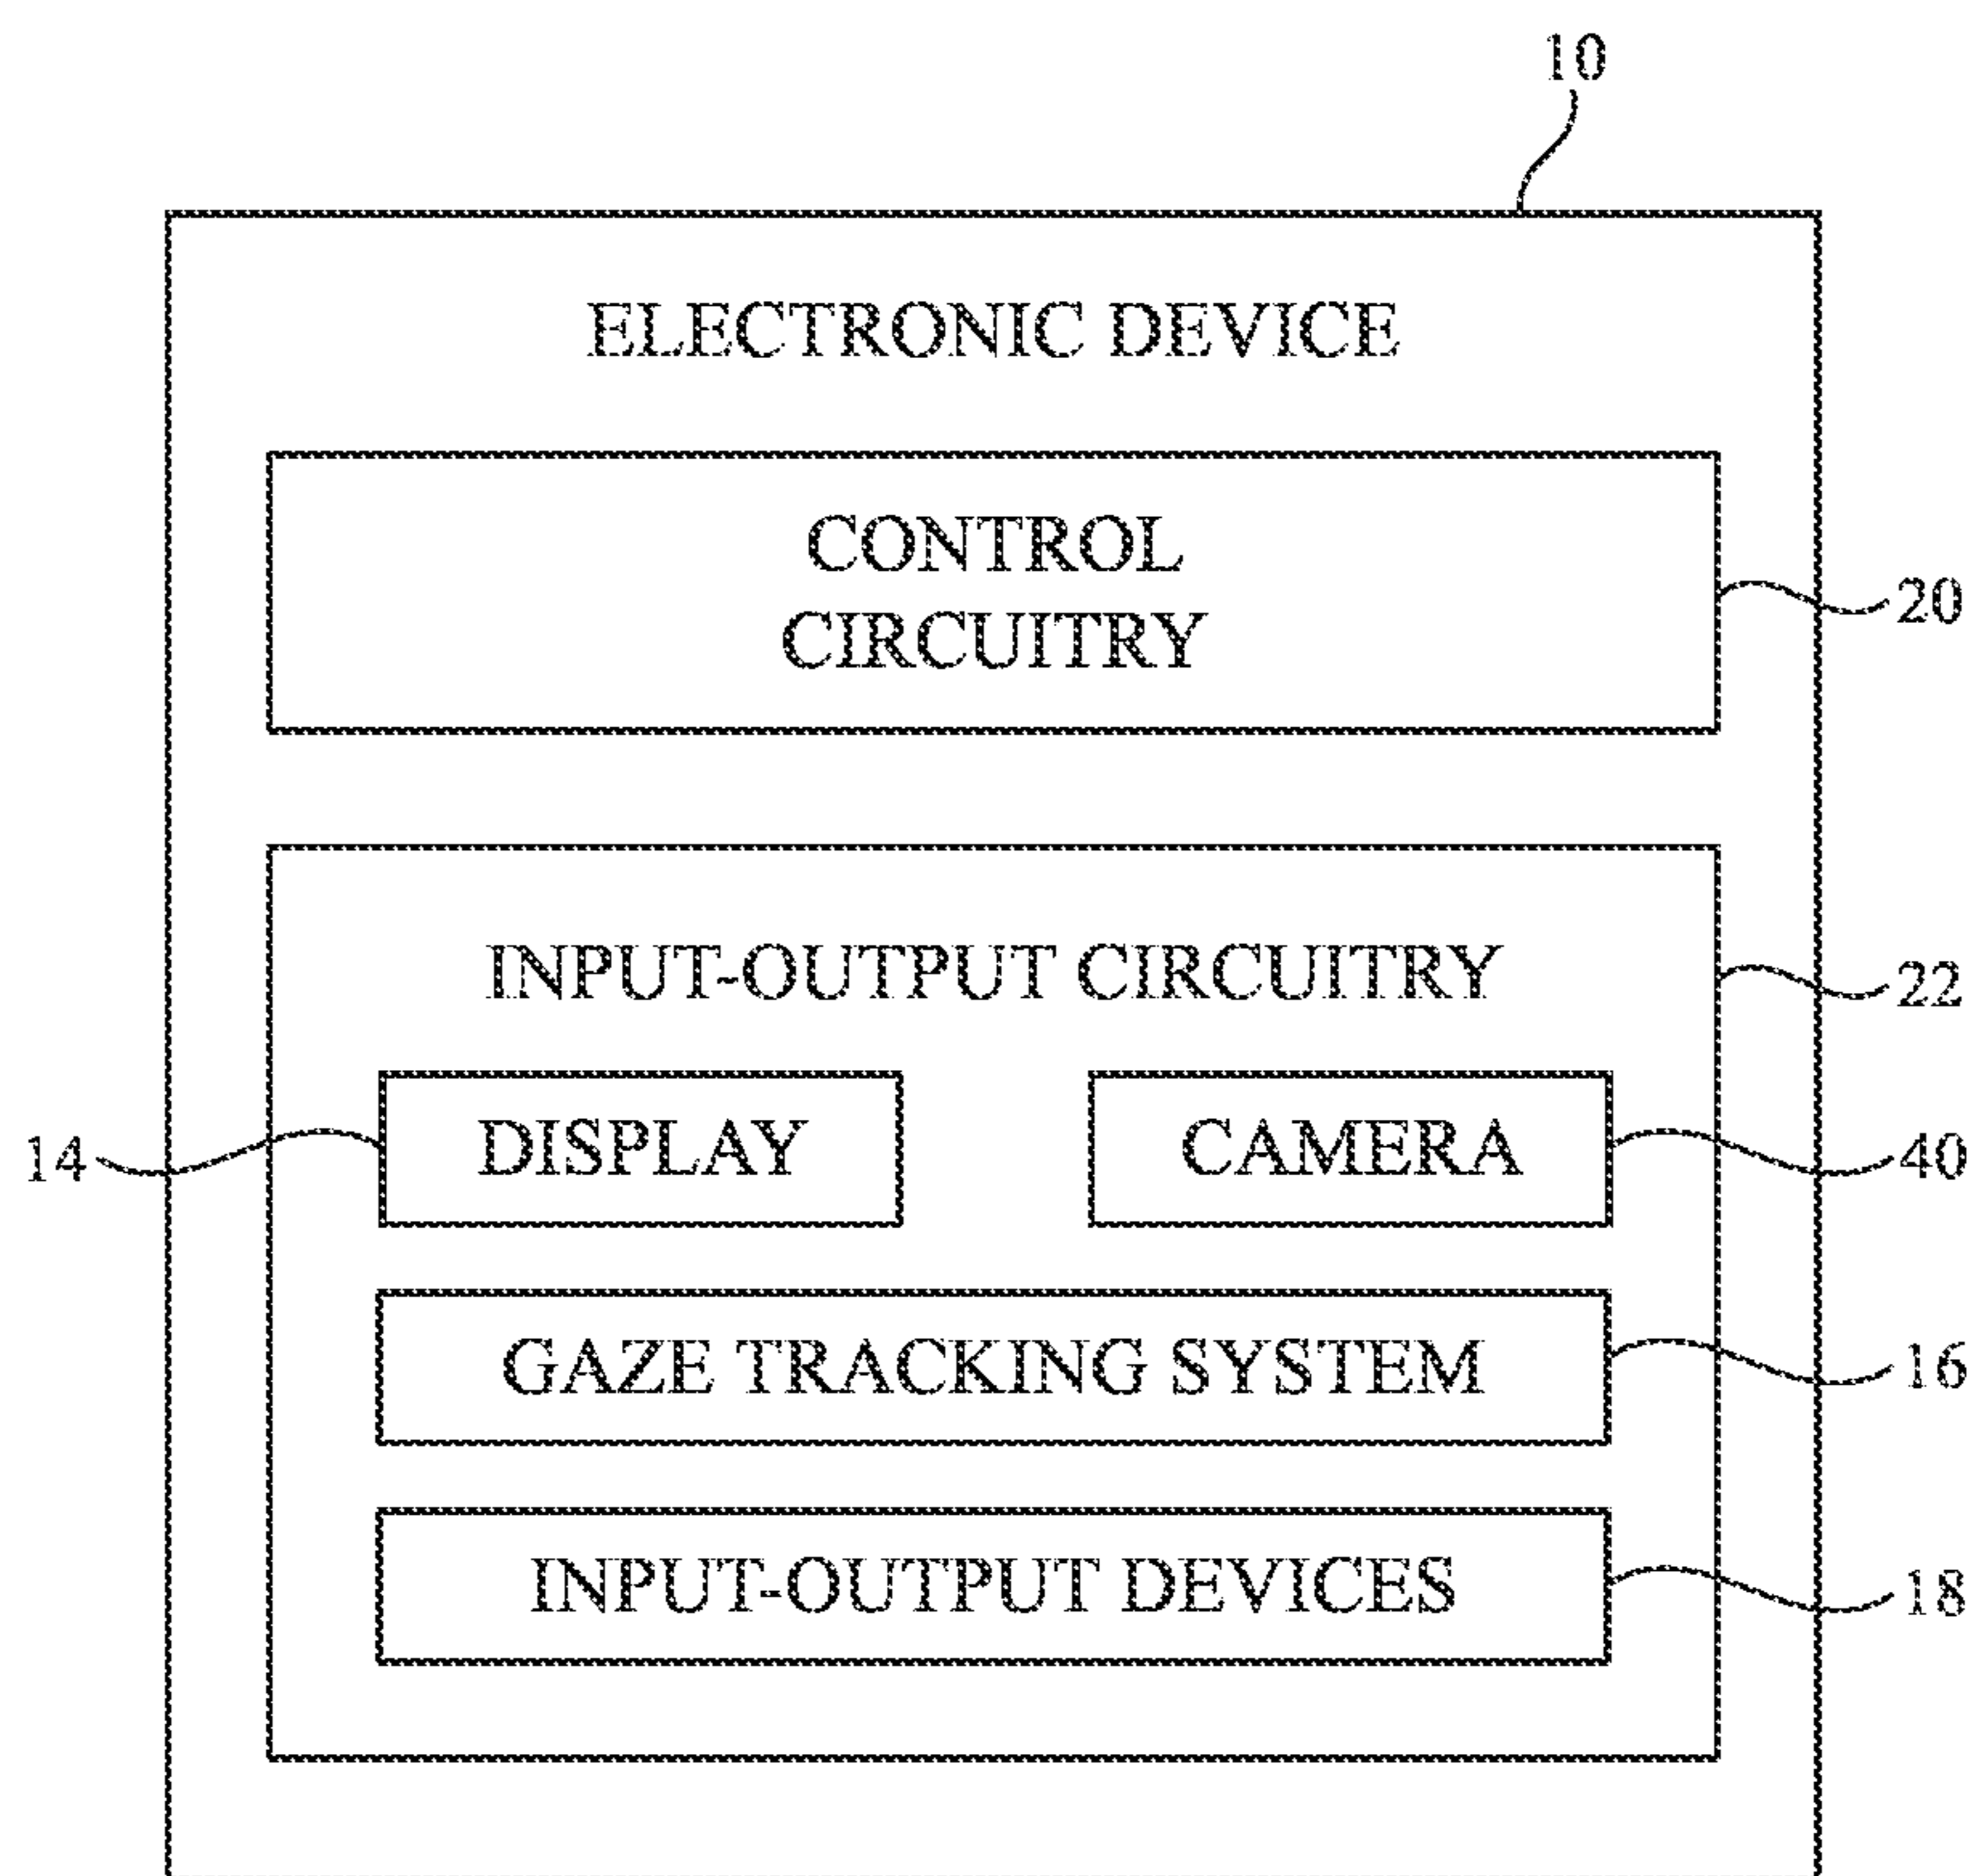 10
ELECTRONIC DEVICE
CONTROL
CIRCUITRY
20
INPUT-OUTPUT CIRCUITRY
22
14
DISPLAY
CAMERA
40
GAZE TRACKING SYSTEM
16
INPUT-OUTPUT DEVICES
18